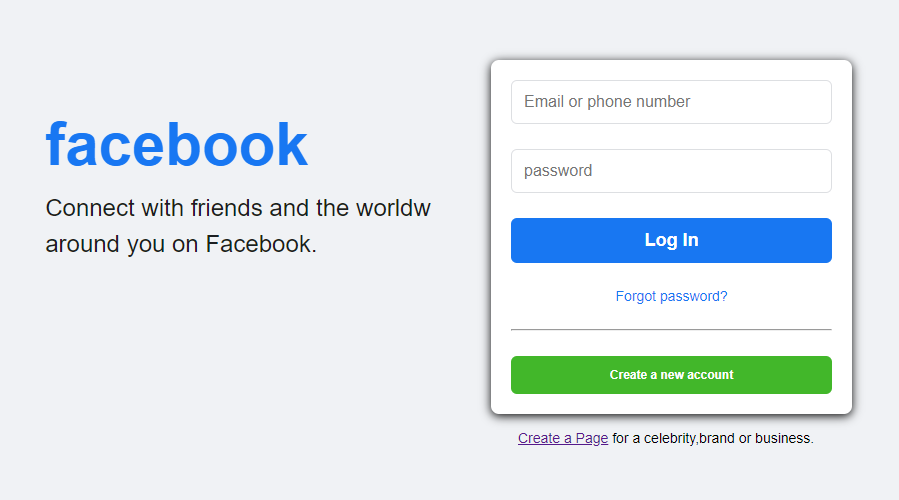 facebook
Connect with friends and the worldw
around you on Facebook.
Email or phone number
password
Log In
Forgot password?
Create a new account
Create a Page for a celebrity,brand or business.